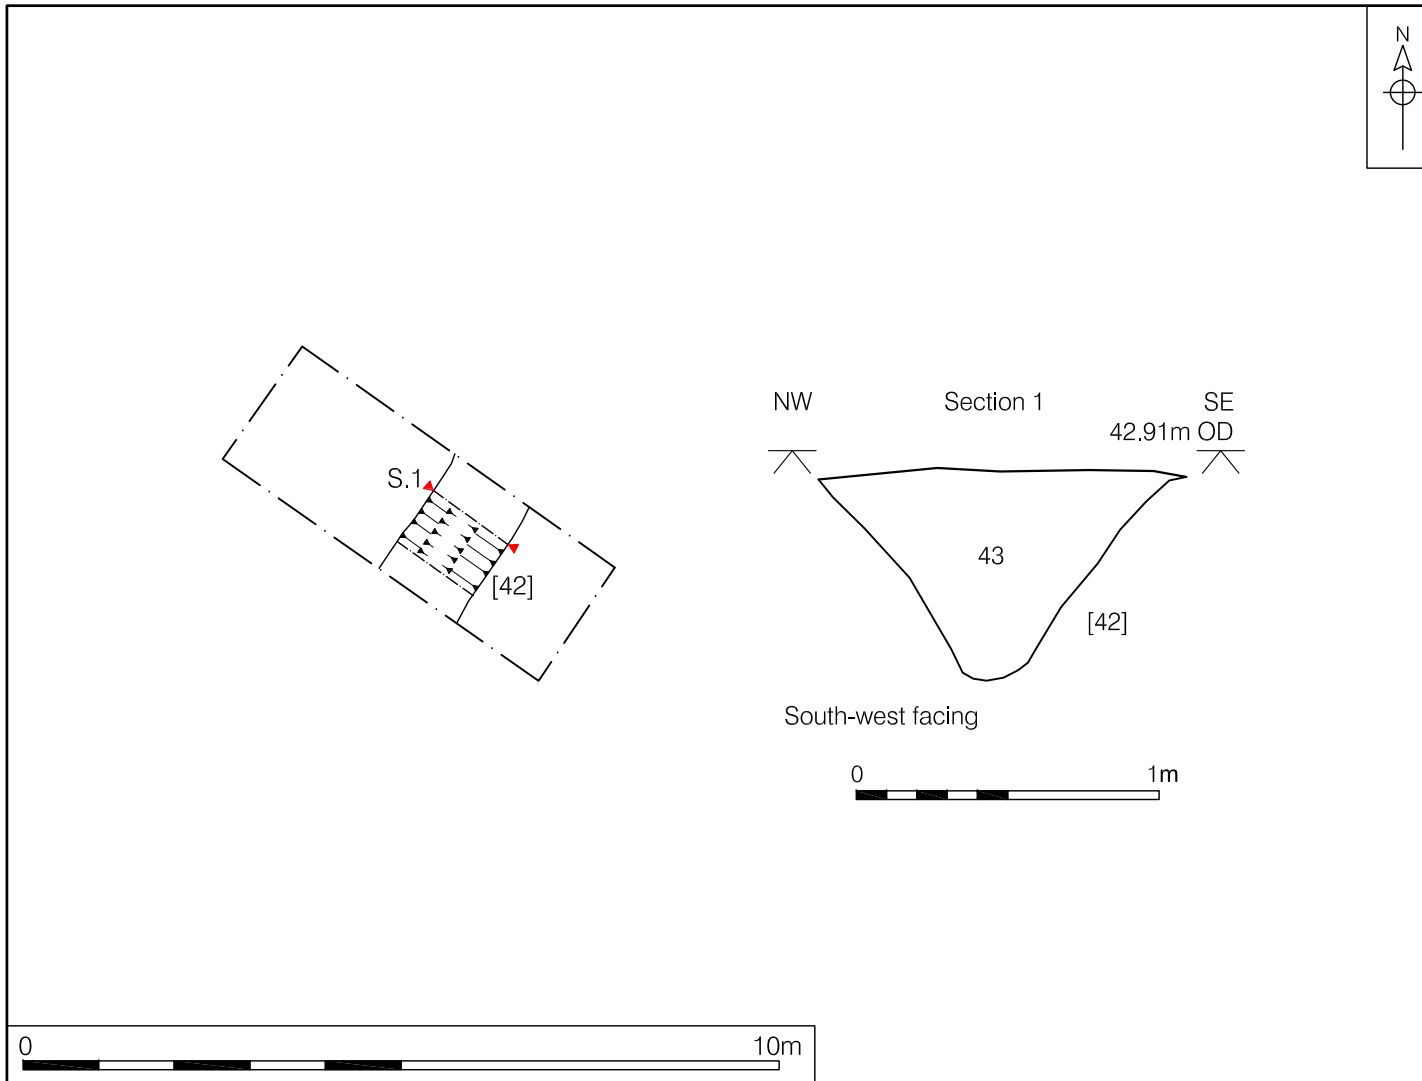 N
NW Section 1 SE
42.91m OD
S.1
43
[42]
[42]
South-west facing
0 1m
0 10m